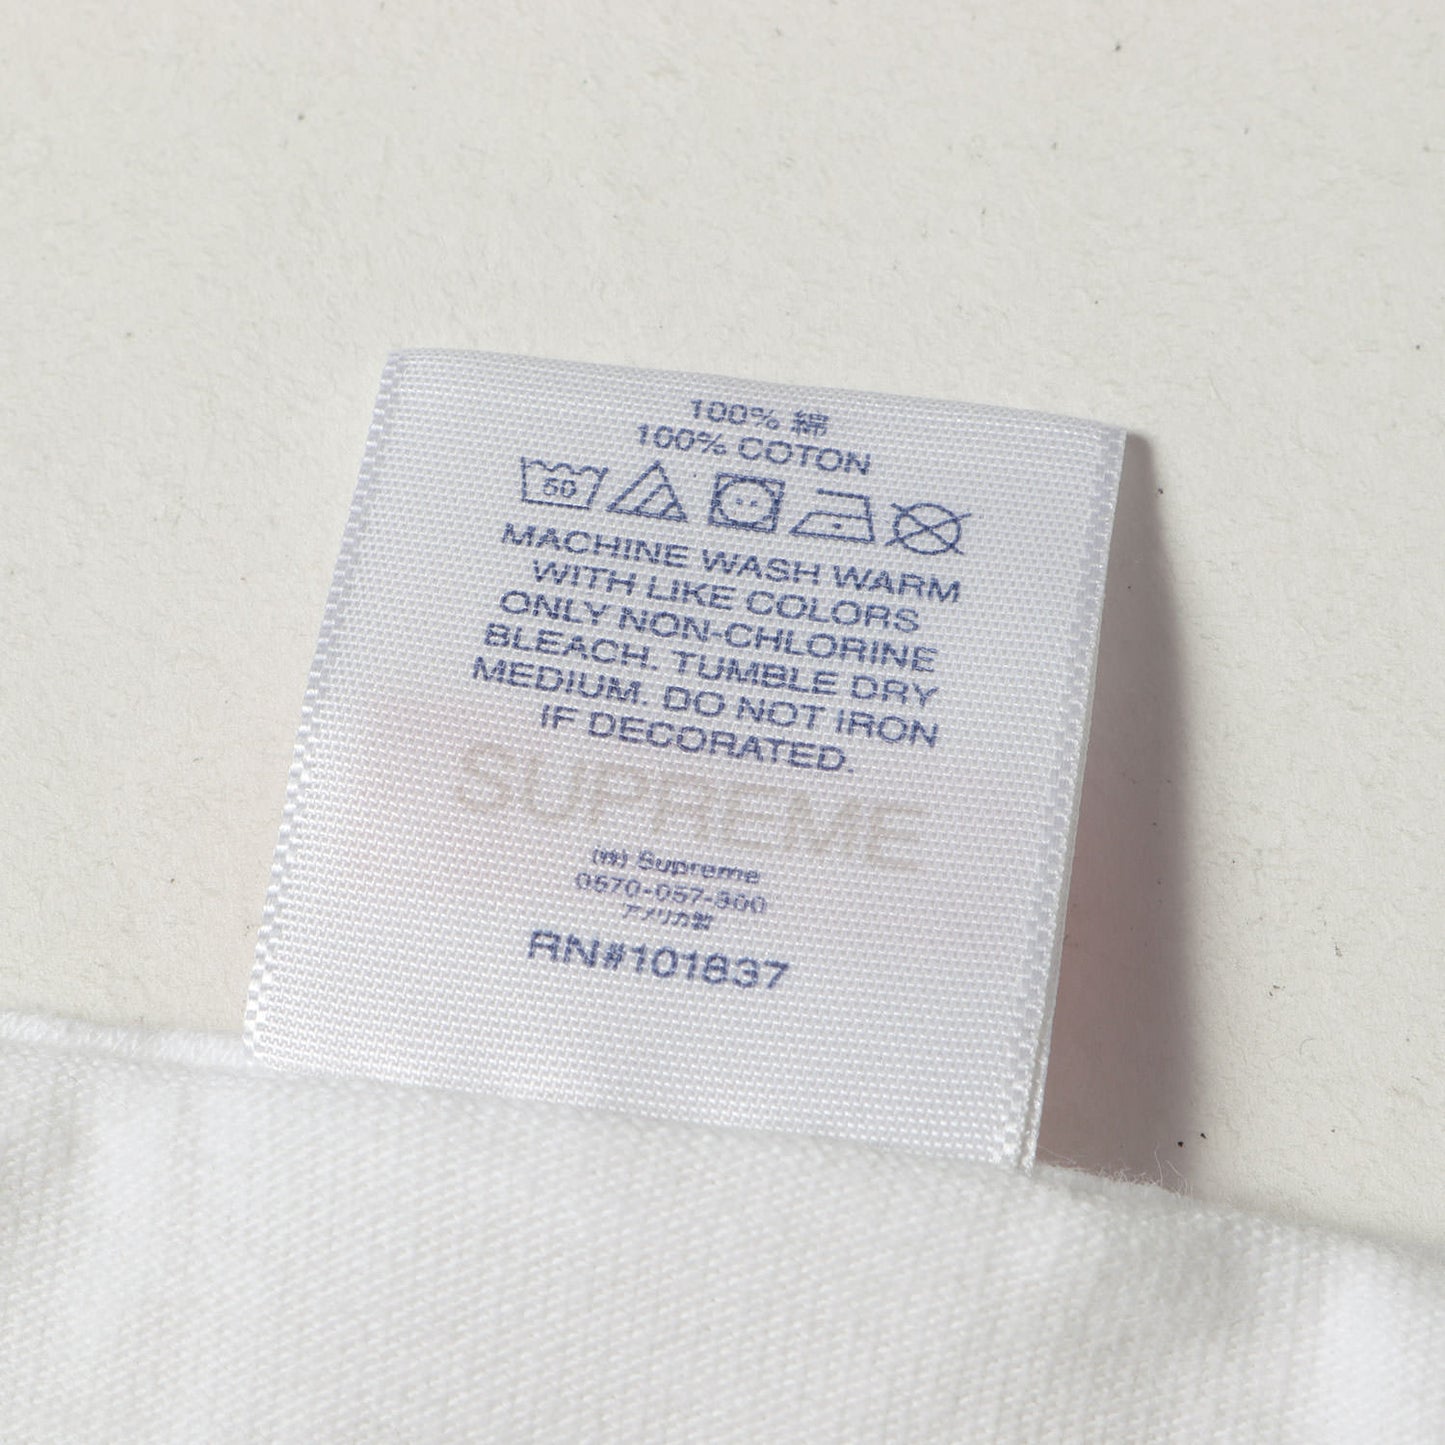 100% 綿
100% COTON
50
MACHINE WASH WARM
WITH LIKE COLORS
ONLY NON-CHLORINE
BLEACH. TUMBLE DRY
MEDIUM. DO NOT IRON
IF DECORATED.
SUPREME
(株) Supreme
0570-057-300
アメリカ製
RN#101837